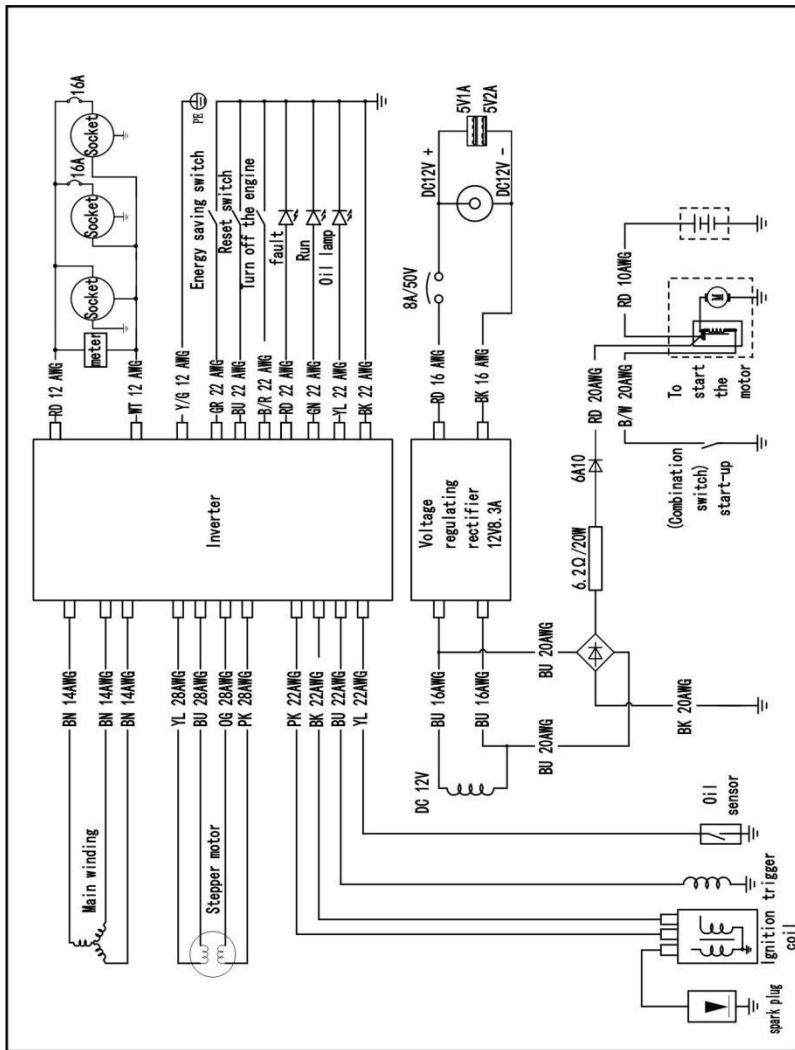 16A
Socket
16A
Socket
Socket
meter
RD 12 AWG
WT 12 AWG
PE
Energy saving switch
Reset switch
Turn off the engine
fault
Run
Oil lamp
Y/G 12 AWG
GR 22 AWG
BU 22 AWG
B/R 22 AWG
RD 22 AWG
GN 22 AWG
YL 22 AWG
BK 22 AWG
Inverter
BN 14AWG
BN 14AWG
BN 14AWG
YL 28AWG
BU 28AWG
OG 28AWG
PK 28AWG
PK 22AWG
BK 22AWG
BU 22AWG
YL 22AWG
Main winding
Stepper motor
5V1A
5V2A
DC12V +
DC12V -
8A/50V
RD 16 AWG
BK 16 AWG
Voltage
regulating
rectifier
12V8.3A
BU 16AWG
BU 16AWG
DC 12V
BU 20AWG
BU 20AWG
BK 20AWG
6.2Ω/20W
6A10
RD 20AWG
B/W 20AWG
RD 10AWG
M
To
start
the
motor
(Combination
switch)
start-up
Oil
sensor
trigger
Ignition
coil
spark plug